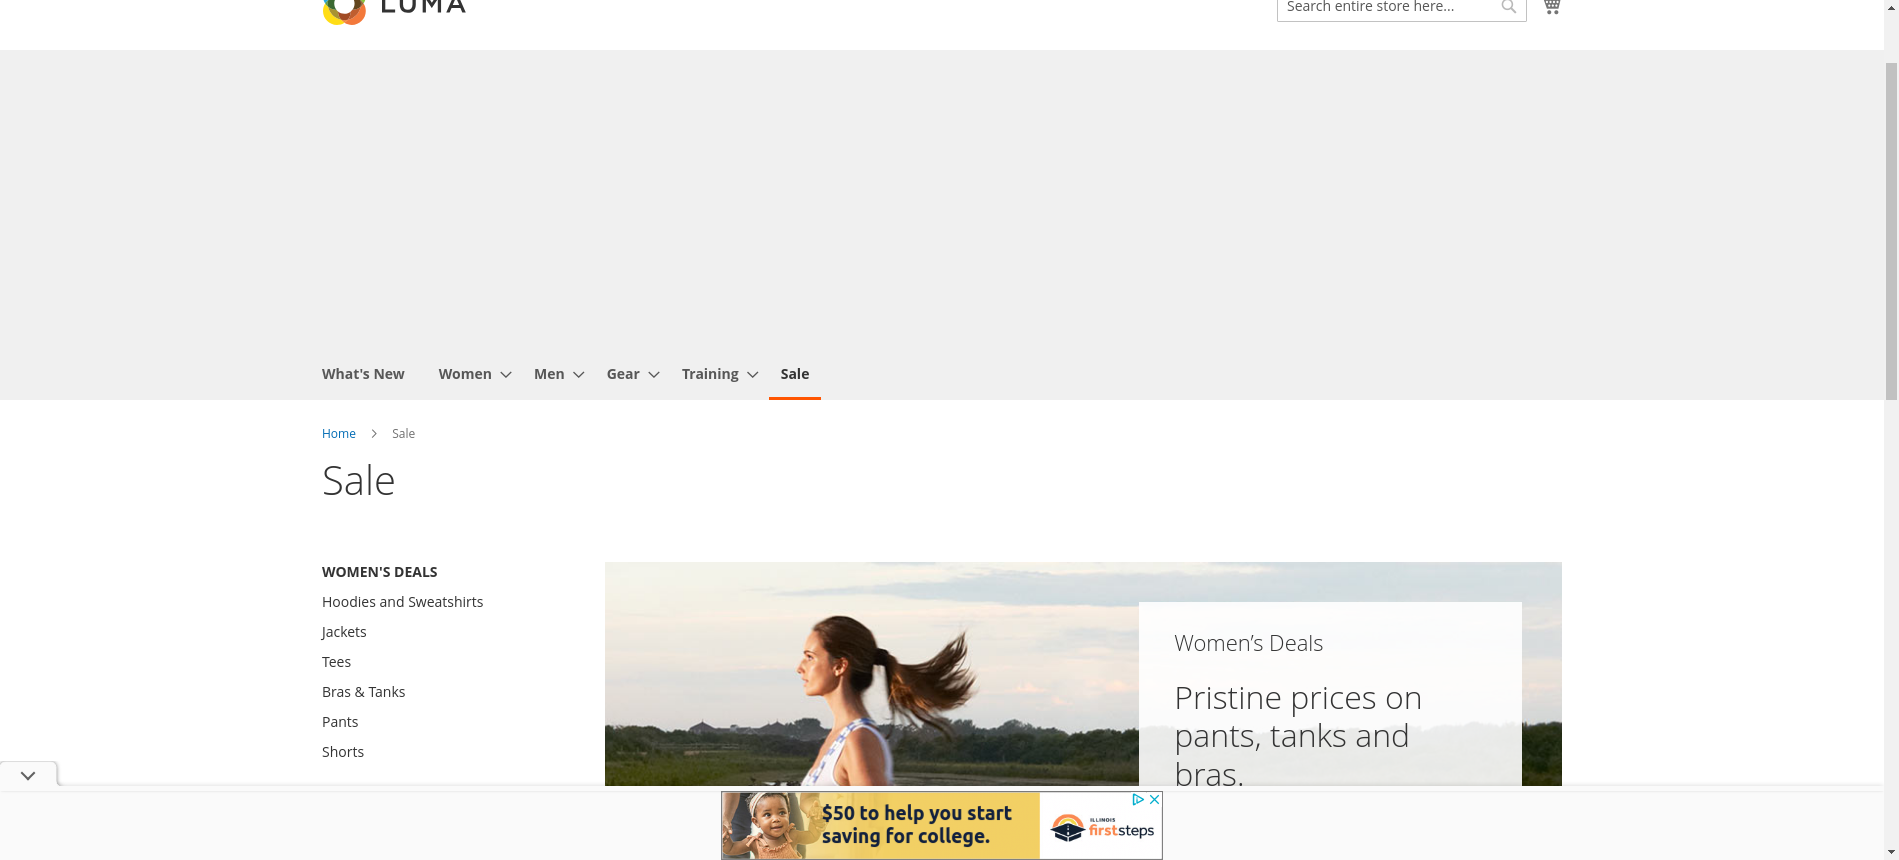 LUMA
Search entire store here...
What's New
Women
Men
Gear
Training
Sale
Home
Sale
Sale
WOMEN'S DEALS
Hoodies and Sweatshirts
Jackets
Tees
Bras & Tanks
Pants
Shorts
Women’s Deals
Pristine prices on
pants, tanks and
bras.
$50 to help you start
saving for college.
ILLINOIS
firststeps